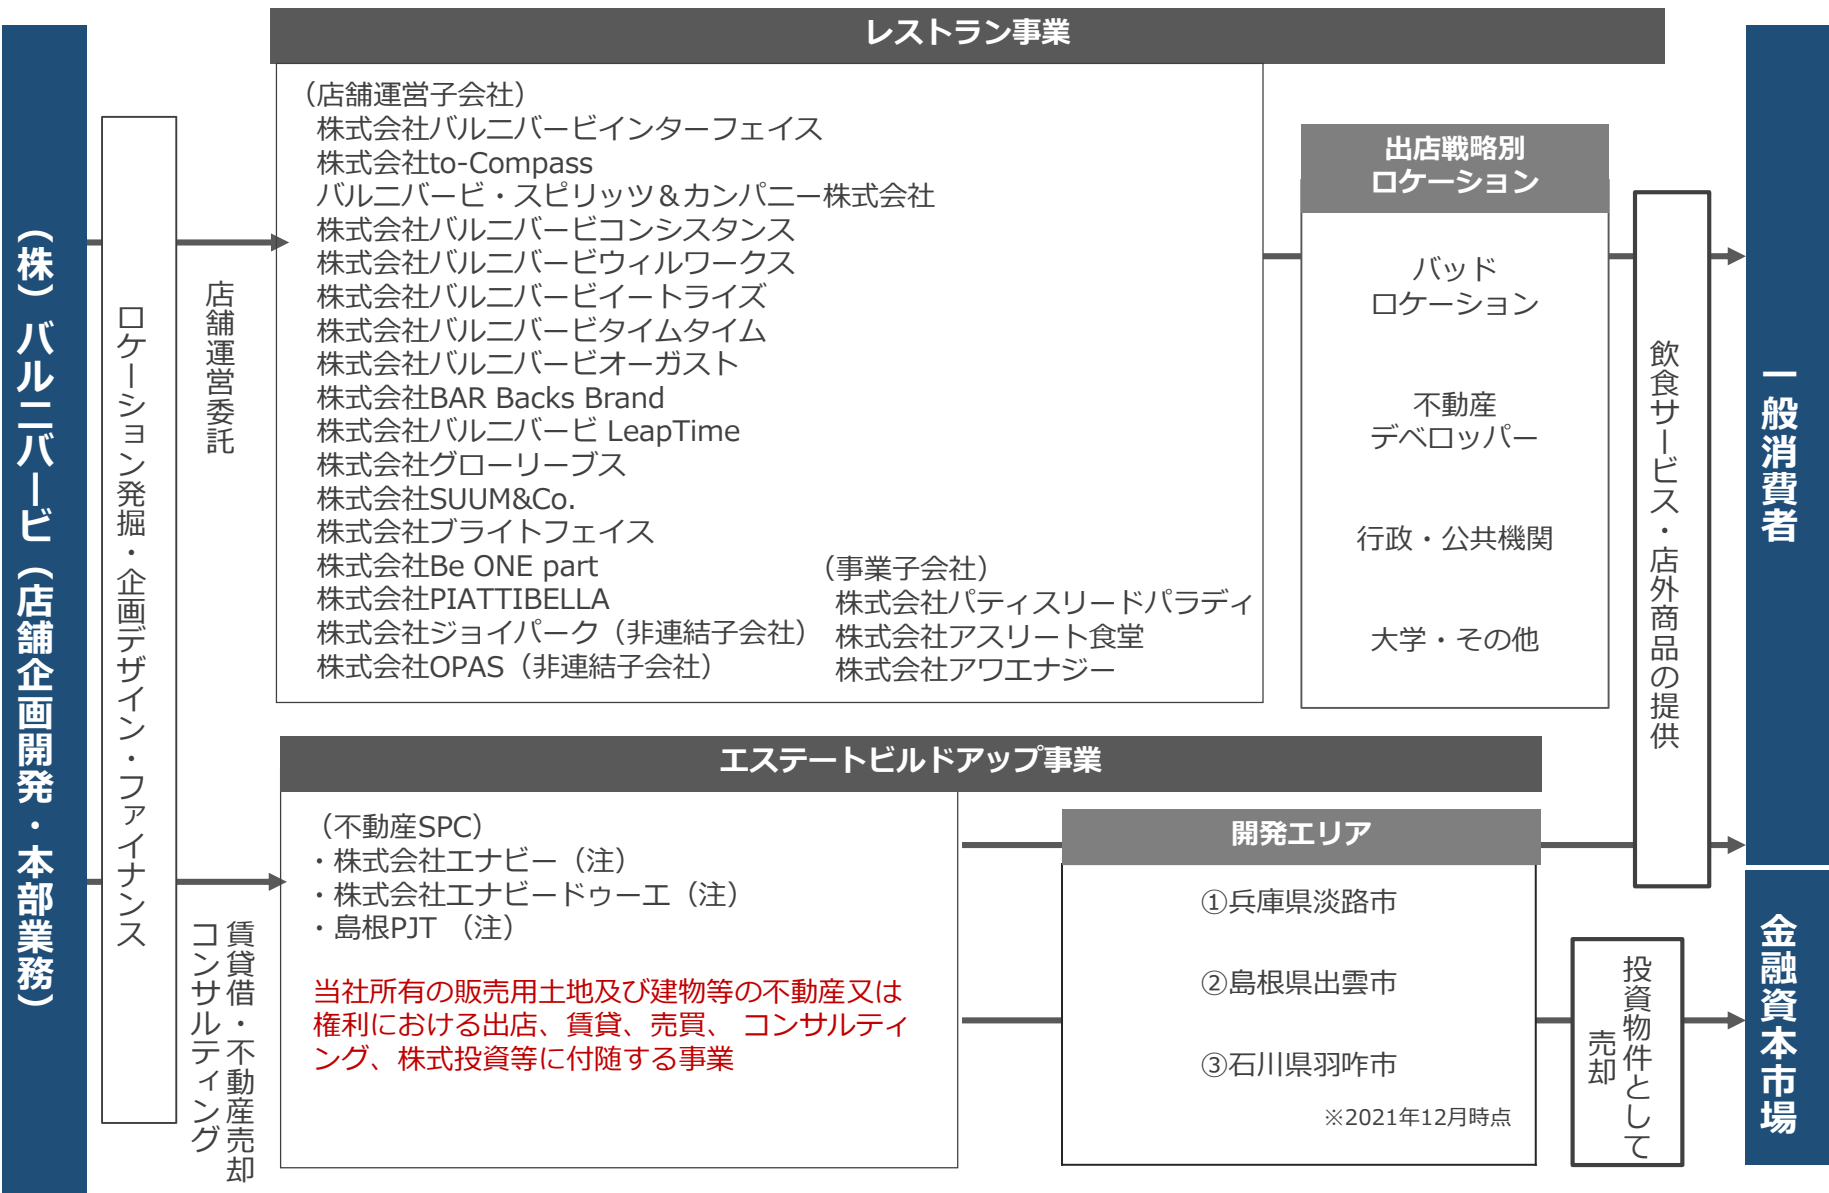 (株)バルニバービ(店舗企画開発・本部業務)
ロケーション発掘・企画デザイン・ファイナンス
店舗運営委託
賃貸借・不動産売却
コンサルティング
レストラン事業
（店舗運営子会社）
株式会社バルニバービインターフェイス
株式会社to-Compass
バルニバービ・スピリッツ＆カンパニー株式会社
株式会社バルニバービコンシスタンス
株式会社バルニバービウィルワークス
株式会社バルニバービイートライズ
株式会社バルニバービタイムタイム
株式会社バルニバービオーガスト
株式会社BAR Backs Brand
株式会社バルニバービ LeapTime
株式会社グローリーブス
株式会社SUUM&Co.
株式会社ブライトフェイス
株式会社Be ONE part
株式会社PIATTIBELLA
株式会社ジョイパーク（非連結子会社）
株式会社OPAS（非連結子会社）
（事業子会社）
株式会社パティスリードパラディ
株式会社アスリート食堂
株式会社アワエナジー
出店戦略別
ロケーション
バッド
ロケーション
不動産
デベロッパー
行政・公共機関
大学・その他
飲食サービス・店外商品の提供
一般消費者
エステートビルドアップ事業
（不動産SPC）
・株式会社エナビー（注）
・株式会社エナビードゥーエ（注）
・島根PJT （注）
当社所有の販売用土地及び建物等の不動産又は
権利における出店、賃貸、売買、 コンサルティ
ング、株式投資等に付随する事業
開発エリア
①兵庫県淡路市
②島根県出雲市
③石川県羽咋市
※2021年12月時点
投資物件として
売却
金融資本市場